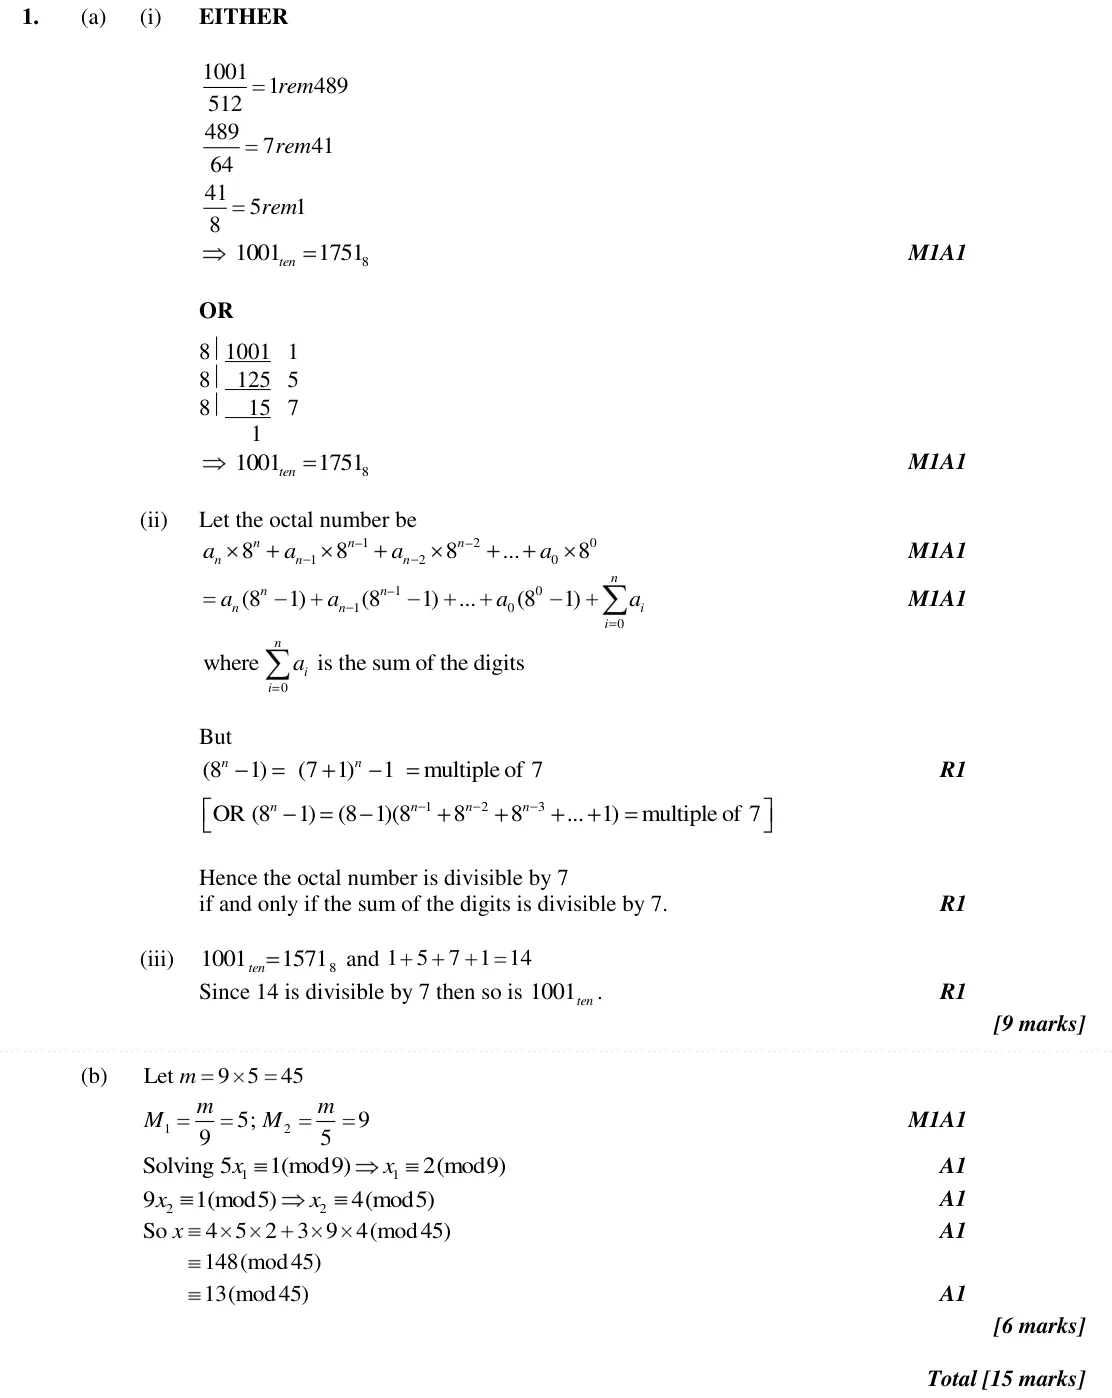 1. (a) (i) EITHER
1001/512 = 1rem489
489/64 = 7rem41
41/8 = 5rem1
⇒ 1001_ten = 1751_8 M1A1
OR
8 | 1001 1
8 | 125 5
8 | 15 7
1
⇒ 1001_ten = 1751_8 M1A1
(ii) Let the octal number be
a_n × 8^n + a_{n−1} × 8^{n−1} + a_{n−2} × 8^{n−2} + ... + a_0 × 8^0 M1A1
= a_n(8^n − 1) + a_{n−1}(8^{n−1} − 1) + ... + a_0(8^0 − 1) + ∑_{i=0}^{n} a_i M1A1
where ∑_{i=0}^{n} a_i is the sum of the digits
But
(8^n − 1) = (7 + 1)^n − 1 = multiple of 7 R1
[OR (8^n − 1) = (8 − 1)(8^{n−1} + 8^{n−2} + 8^{n−3} + ... + 1) = multiple of 7]
Hence the octal number is divisible by 7
if and only if the sum of the digits is divisible by 7. R1
(iii) 1001_ten = 1571_8 and 1 + 5 + 7 + 1 = 14
Since 14 is divisible by 7 then so is 1001_ten. R1
[9 marks]
(b) Let m = 9 × 5 = 45
M_1 = m/9 = 5; M_2 = m/5 = 9 M1A1
Solving 5x_1 ≡ 1(mod 9) ⇒ x_1 ≡ 2(mod 9) A1
9x_2 ≡ 1(mod 5) ⇒ x_2 ≡ 4(mod 5) A1
So x ≡ 4 × 5 × 2 + 3 × 9 × 4(mod 45) A1
≡ 148(mod 45)
≡ 13(mod 45) A1
[6 marks]
Total [15 marks]